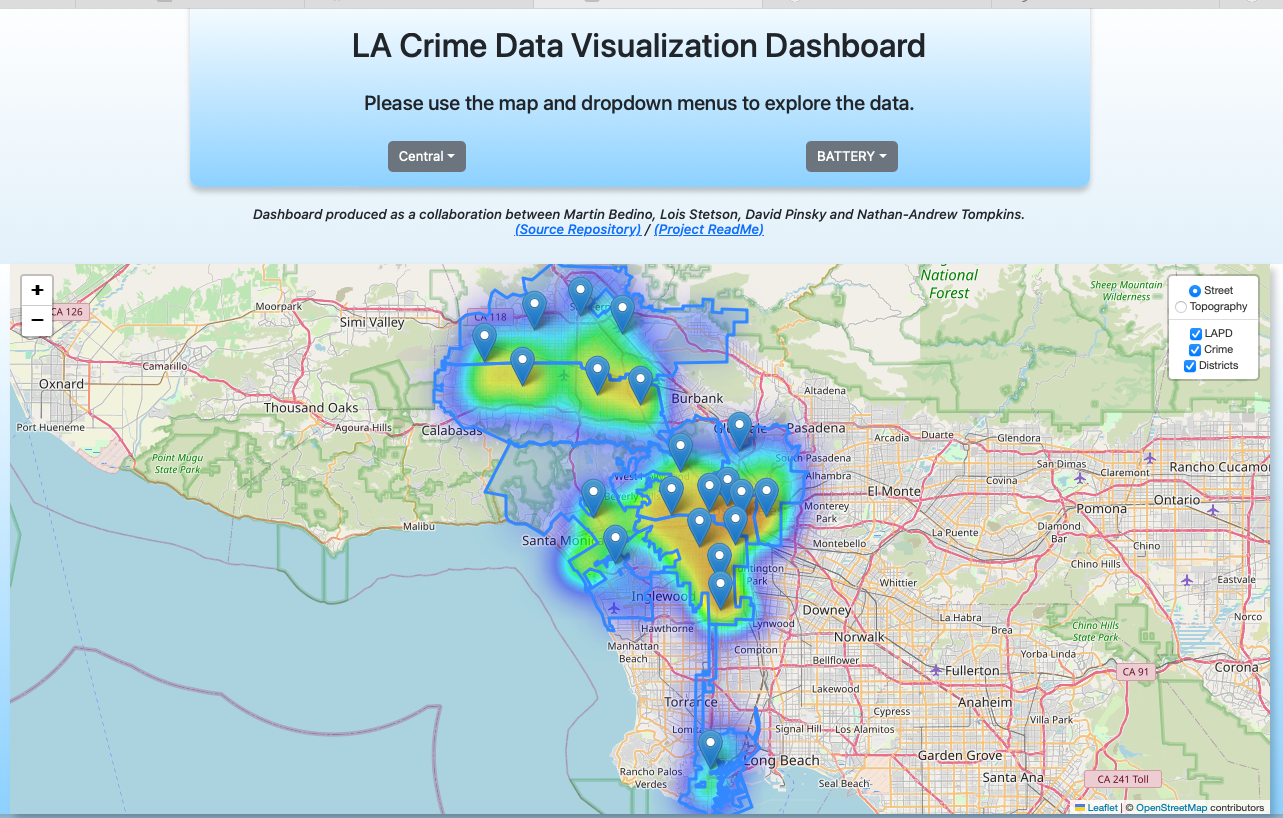 LA Crime Data Visualization Dashboard
Please use the map and dropdown menus to explore the data.
Central
BATTERY
Dashboard produced as a collaboration between Martin Bedino, Lois Stetson, David Pinsky and Nathan-Andrew Tompkins.
(Source Repository) / (Project ReadMe)
+
−
National
Forest
Sheep Mountain
Wilderness
Street
Topography
LAPD
Crime
Districts
CA 126
Moorpark
Simi Valley
CA 118
Camarillo
Oxnard
Port Hueneme
Thousand Oaks
Agoura Hills
Calabasas
Burbank
Altadena
Pasadena
Arcadia
Duarte
Glendora
Point Mugu
State Park
South Pasadena
Alhambra
San Dimas
Claremont
Rancho Cucamon
Covina
El Monte
Ontario
Pomona
Monterey
Park
Malibu
Santa Moni
La Puente
Diamond
Bar
Montebello
Chino
Chino Hills
Whittier
Eastvale
Park
Inglewood
Downey
La Habra
Norco
Lynwood
Hawthorne
Norwalk
Brea
Chino Hills
State Park
Manhattan
Beach
Compton
Bellflower
Yorba Linda
Fullerton
CA 91
Corona
Lakewood
Torrance
Cypress
Anaheim
Villa Park
Signal Hill
Los Alamitos
Long Beach
Garden Grove
Rancho Palos
Verdes
Seal Beach
Santa Ana
CA 241 Toll
Leaflet | © OpenStreetMap contributors